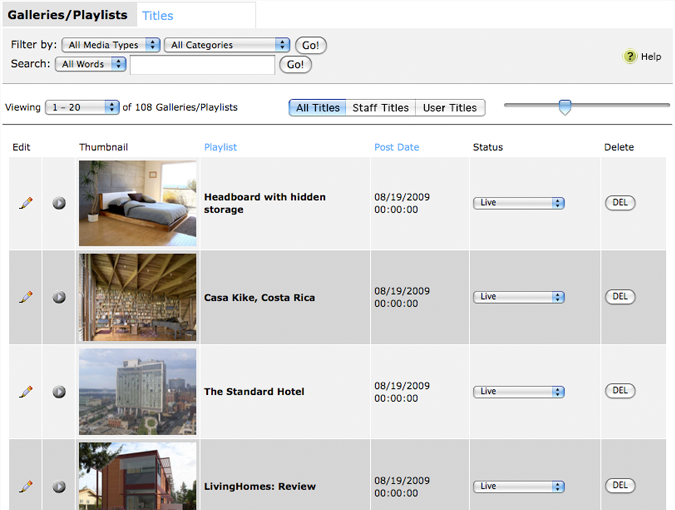 Galleries/Playlists Titles
Filter by: All Media Types All Categories Go!
Search: All Words Go!
Help
Viewing 1 - 20 of 108 Galleries/Playlists All Titles Staff Titles User Titles
Edit Thumbnail Playlist Post Date Status Delete
Headboard with hidden
storage
08/19/2009
00:00:00
Live DEL
Casa Kike, Costa Rica
08/19/2009
00:00:00
Live DEL
The Standard Hotel
08/19/2009
00:00:00
Live DEL
LivingHomes: Review
08/19/2009
00:00:00
Live DEL